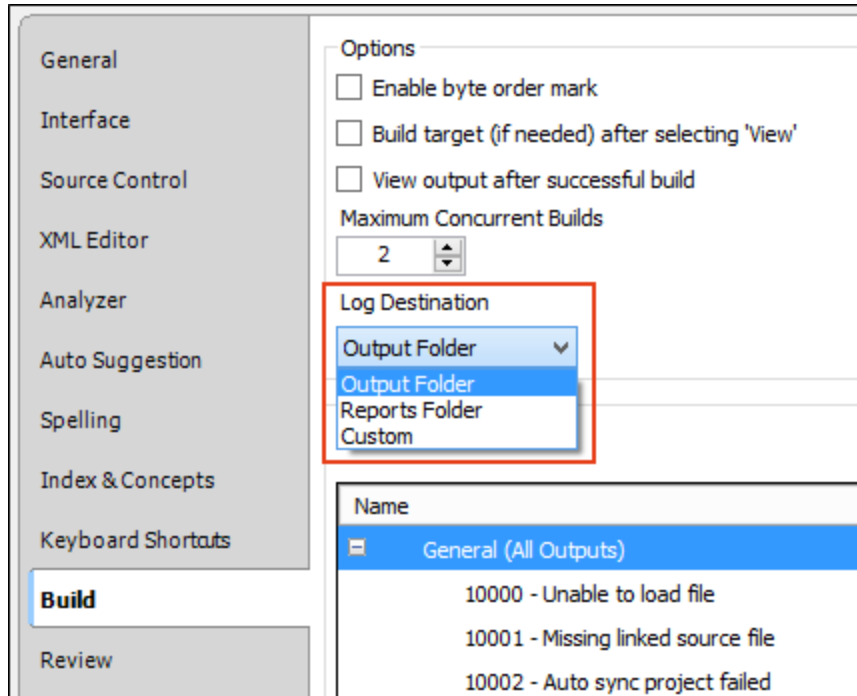 General
Interface
Source Control
XML Editor
Analyzer
Auto Suggestion
Spelling
Index & Concepts
Keyboard Shortcuts
Build
Review
Options
Enable byte order mark
Build target (if needed) after selecting 'View'
View output after successful build
Maximum Concurrent Builds
2
Log Destination
Output Folder
Output Folder
Reports Folder
Custom
Name
General (All Outputs)
10000 - Unable to load file
10001 - Missing linked source file
10002 - Auto sync project failed